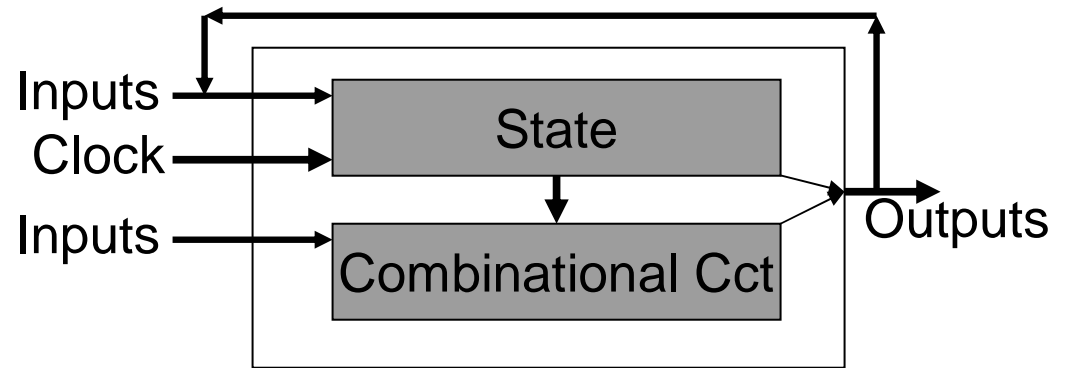 Inputs
State
Clock
Inputs
Outputs
Combinational Cct